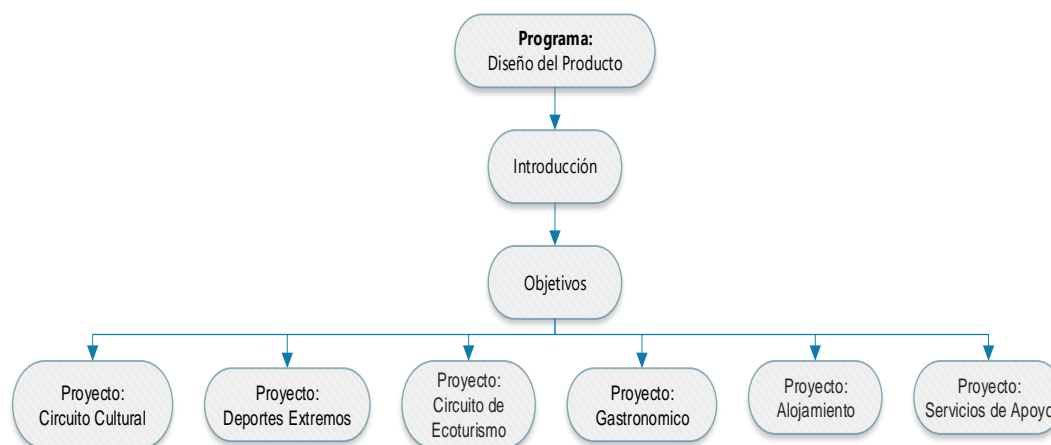 Programa:
Diseño del Producto
Introducción
Objetivos
Proyecto:
Circuito Cultural
Proyecto:
Deportes Extremos
Proyecto:
Circuito de
Ecoturismo
Proyecto:
Gastronomico
Proyecto:
Alojamiento
Proyecto:
Servicios de Apoyo